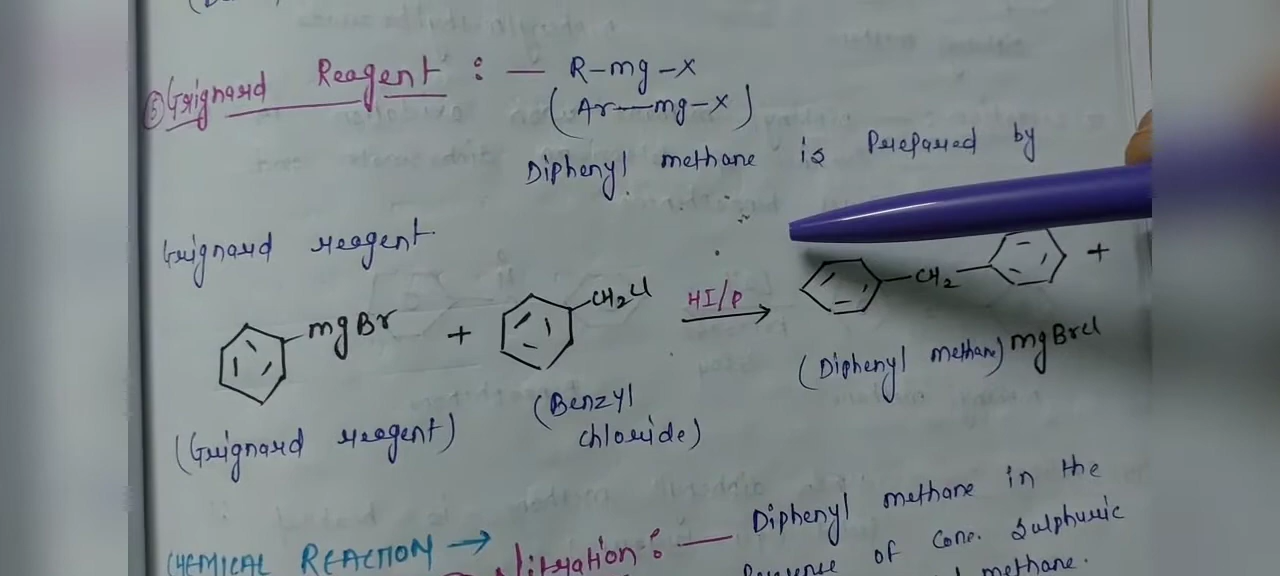 ⑤ Grignard Reagent : — R-mg-X
(Ar-mg-X)
Diphenyl methane is Prepared by
Grignard reagent.
mgBr + CH2Cl HI/P CH2 +
(Diphenyl methane) mgBrCl
(Grignard reagent) (Benzyl chloride)
CHEMICAL REACTION →
Nitration : — Diphenyl methane in the
of conc. Sulphuric
methane.